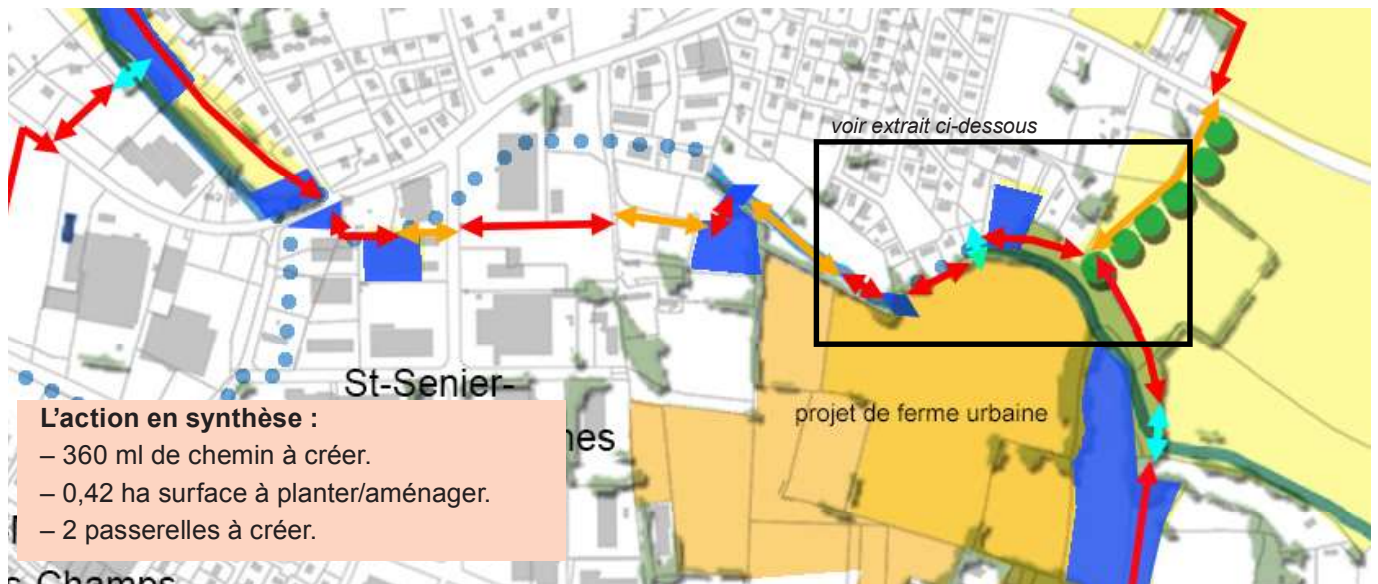 voir extrait ci-dessous
St-Senier-
projet de ferme urbaine
L'action en synthèse :
– 360 ml de chemin à créer.
– 0,42 ha surface à planter/aménager.
– 2 passerelles à créer.